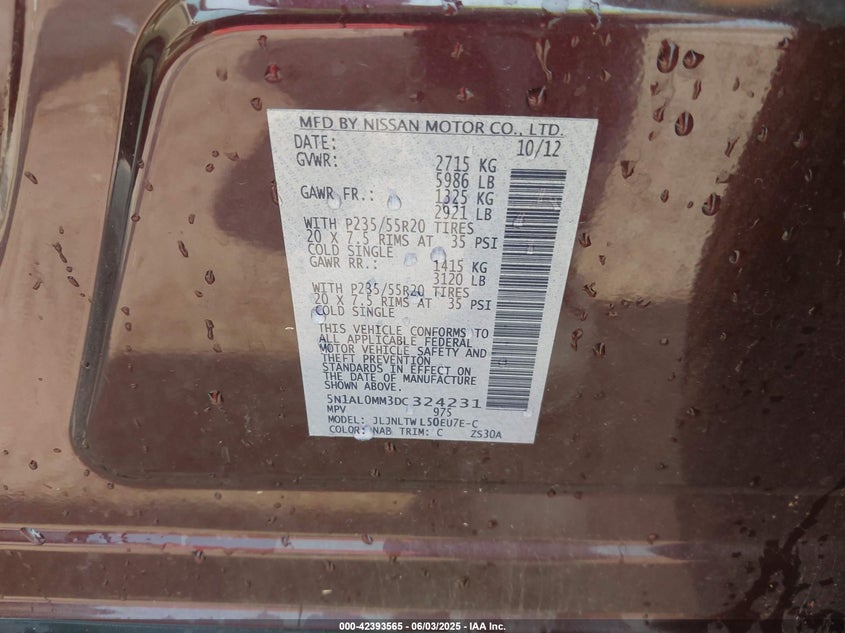 MFD BY NISSAN MOTOR CO., LTD.
DATE: 10/12
GVWR: 2715 KG
5986 LB
GAWR FR.: 1325 KG
2921 LB
WITH P235/55R20 TIRES
20 X 7.5 RIMS AT 35 PSI
COLD SINGLE
GAWR RR.: 1415 KG
3120 LB
WITH P235/55R20 TIRES
20 X 7.5 RIMS AT 35 PSI
COLD SINGLE
THIS VEHICLE CONFORMS TO
ALL APPLICABLE FEDERAL
MOTOR VEHICLE SAFETY AND
THEFT PREVENTION
STANDARDS IN EFFECT ON
THE DATE OF MANUFACTURE
SHOWN ABOVE.
5N1AL0MM3DC324231
MPV 975
MODEL: JLJNLTWL50EU7E-C
COLOR: NAB TRIM: C ZS30A
000-42393565 - 06/03/2025 - IAA Inc.